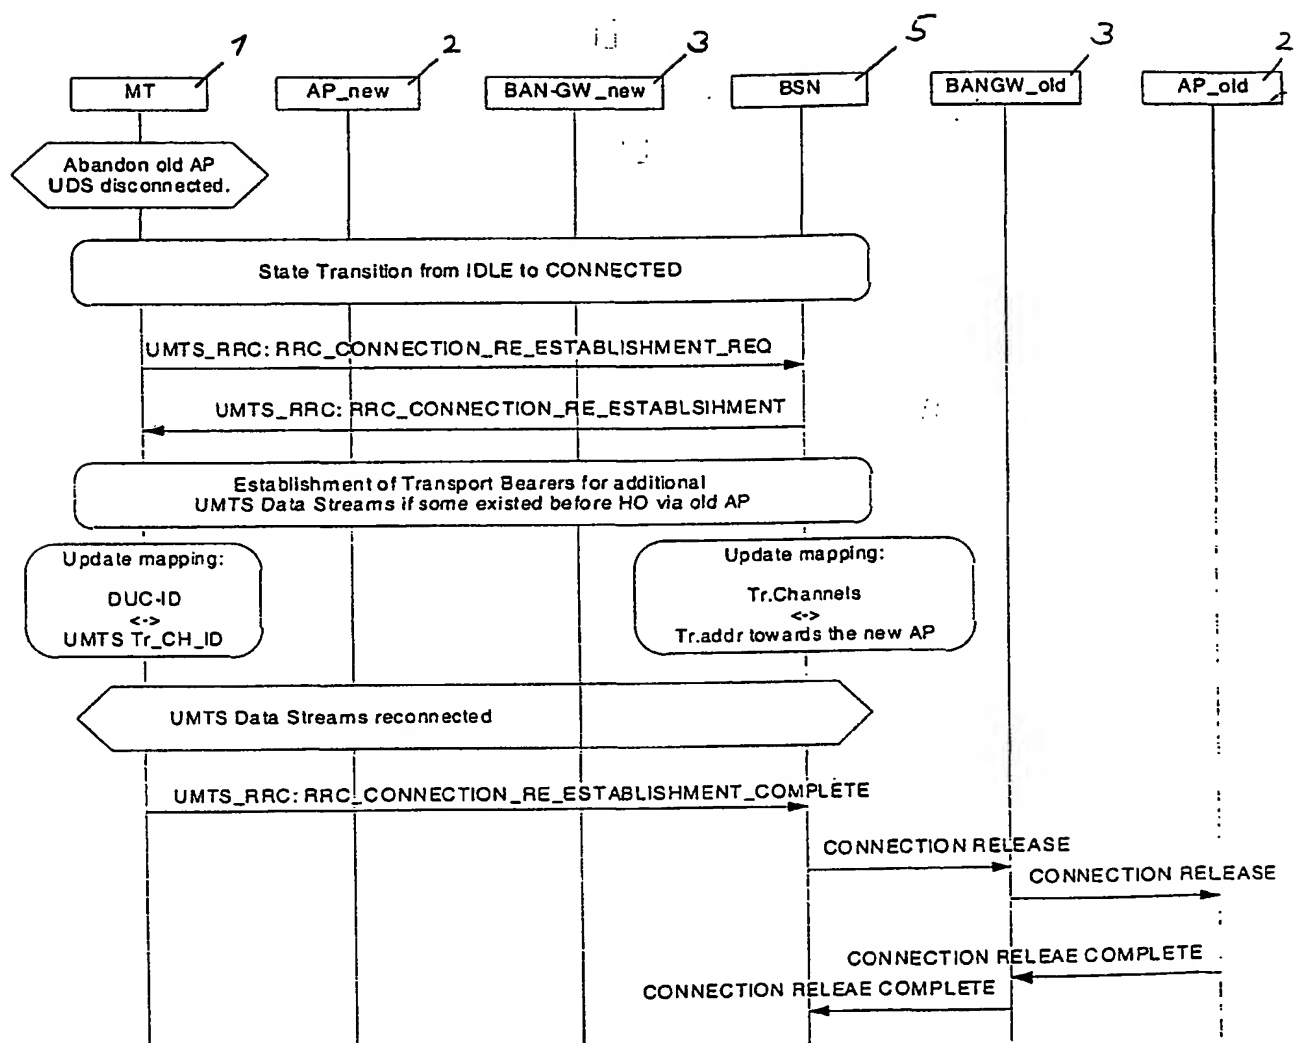 1
2
3
5
3
2
MT
AP_new
BAN-GW_new
BSN
BANGW_old
AP_old
Abandon old AP
UDS disconnected.
State Transition from IDLE to CONNECTED
UMTS_RRC: RRC_CONNECTION_RE_ESTABLISHMENT_REQ
UMTS_RRC: RRC_CONNECTION_RE_ESTABLSIHMENT
Establishment of Transport Bearers for additional
UMTS Data Streams if some existed before HO via old AP
Update mapping:
DUC-ID
<->
UMTS Tr_CH_ID
Update mapping:
Tr.Channels
<->
Tr.addr towards the new AP
UMTS Data Streams reconnected
UMTS_RRC: RRC_CONNECTION_RE_ESTABLISHMENT_COMPLETE
CONNECTION RELEASE
CONNECTION RELEASE
CONNECTION RELEAE COMPLETE
CONNECTION RELEAE COMPLETE